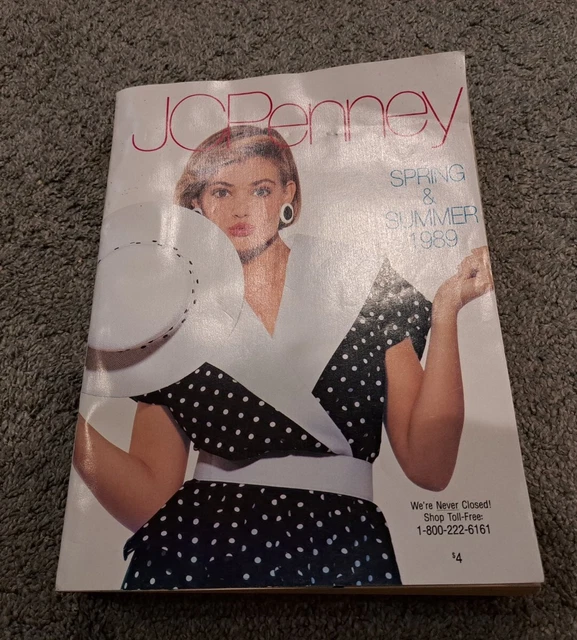 JCPenney
SPRING
&
SUMMER
1989
We're Never Closed!
Shop Toll-Free:
1-800-222-6161
$4